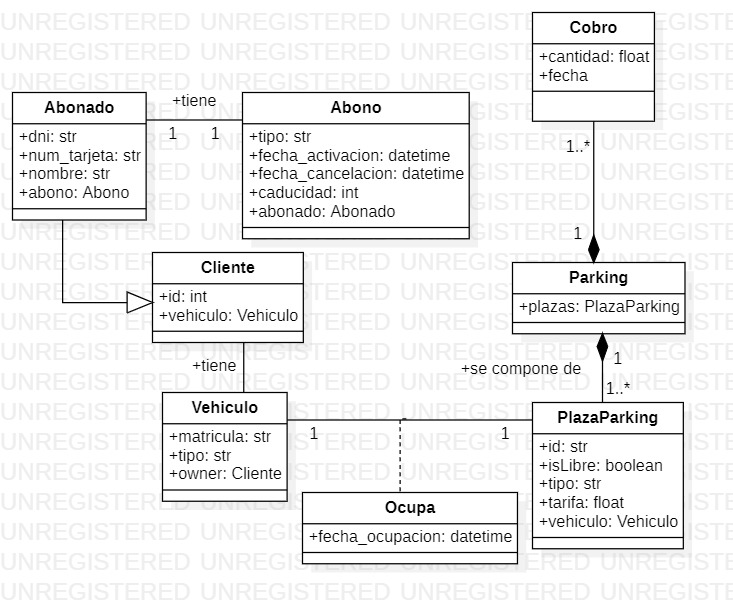 Cobro
+cantidad: float
+fecha
Abonado
+dni: str
+num_tarjeta: str
+nombre: str
+abono: Abono
+tiene
1
1
Abono
+tipo: str
+fecha_activacion: datetime
+fecha_cancelacion: datetime
+caducidad: int
+abonado: Abonado
1..*
1
Cliente
+id: int
+vehiculo: Vehiculo
Parking
+plazas: PlazaParking
+tiene
+se compone de
1
1..*
Vehiculo
+matricula: str
+tipo: str
+owner: Cliente
1
1
PlazaParking
+id: str
+isLibre: boolean
+tipo: str
+tarifa: float
+vehiculo: Vehiculo
Ocupa
+fecha_ocupacion: datetime
UNREGISTERED